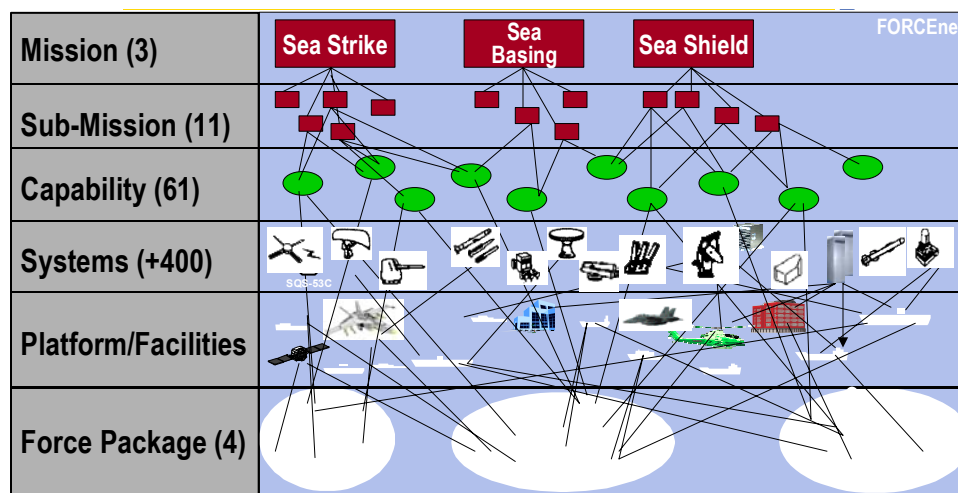 FORCEne
Mission (3)
Sea Strike
Sea
Basing
Sea Shield
Sub-Mission (11)
Capability (61)
Systems (+400)
SQS-53C
Platform/Facilities
Force Package (4)